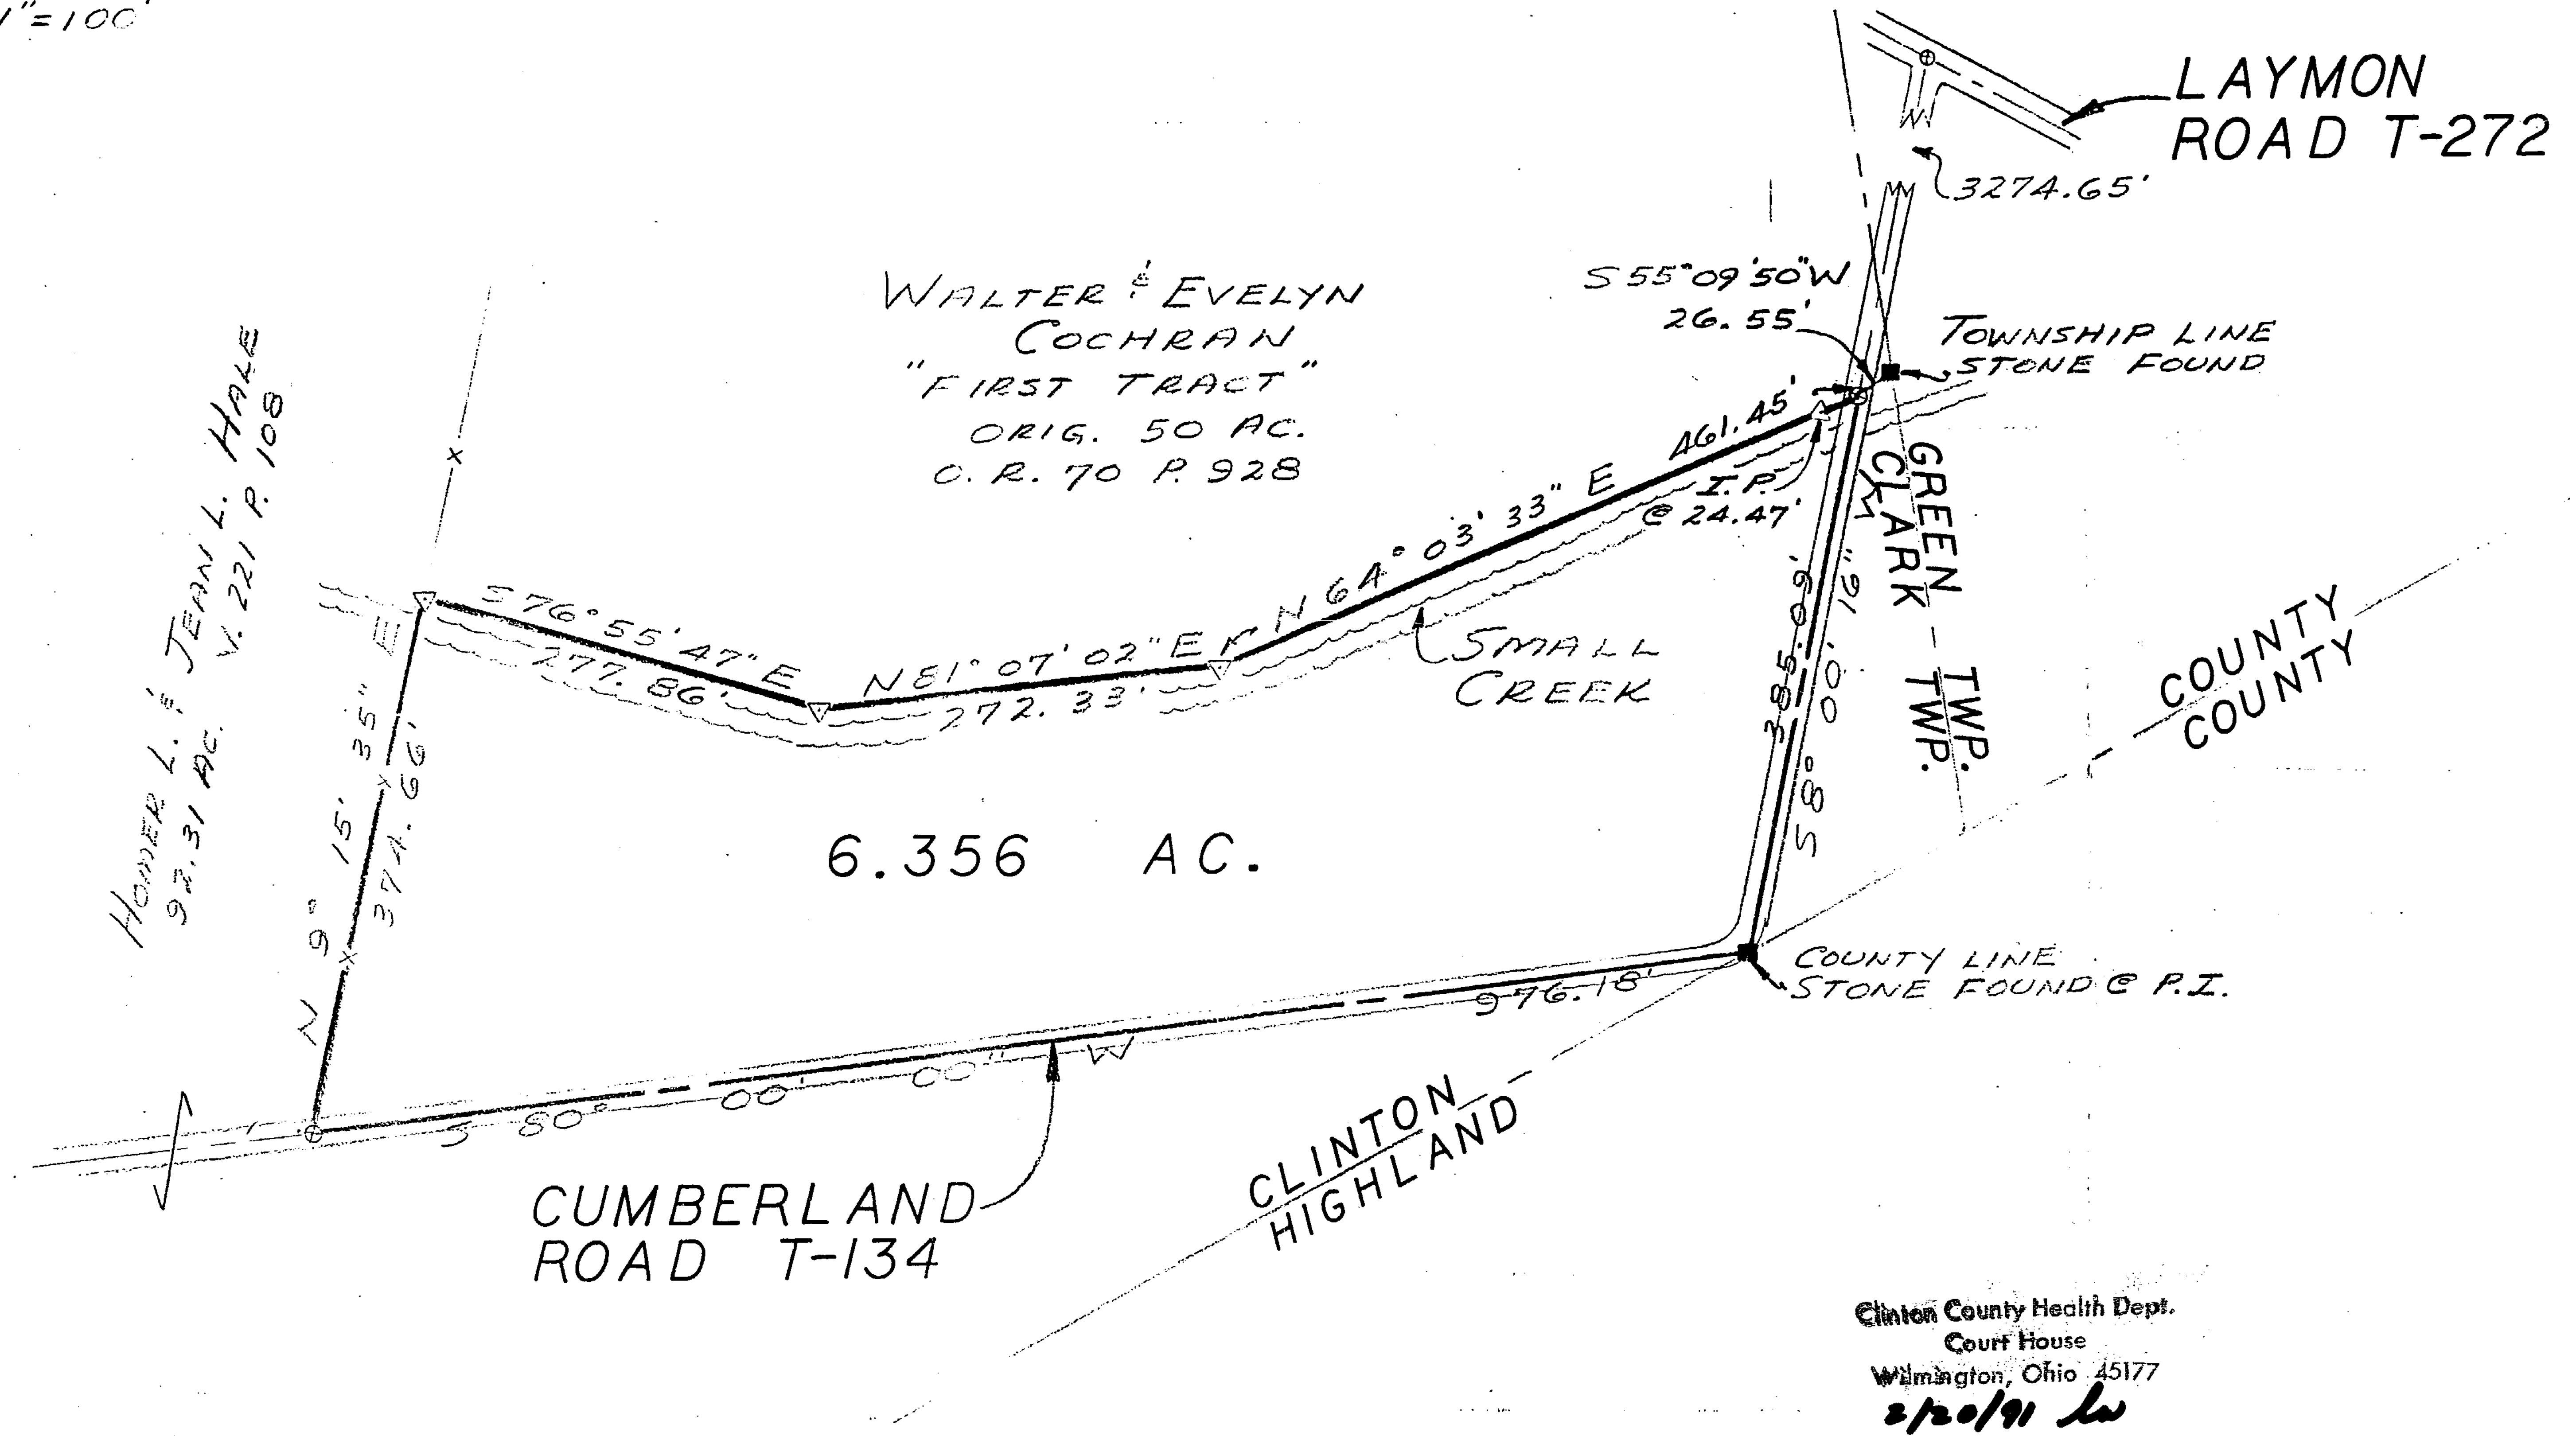 1"=100'
LAYMON
ROAD T-272
3274.65'
WALTER & EVELYN
COCHRAN
"FIRST TRACT"
ORIG. 50 AC.
O.R. 70 P. 928
S 55°09'50"W
26.55'
TOWNSHIP LINE
STONE FOUND
HOMER L. & JEAN L. HALE
92.31 AC. V. 221 P. 108
461.45'
N 64° 03' 33" E
I.P.
@ 24.47'
GREEN TWP.
CLARK TWP.
S 76° 55' 47" E
277.86'
N 81° 07' 02" E
272.33'
SMALL
CREEK
385.09'
S 8° 00' 16" W
COUNTY
COUNTY
N 9° 15' 35" E
374.66'
6.356 AC.
COUNTY LINE
STONE FOUND @ P.I.
976.18'
S 80° 00' 00" W
CLINTON
HIGHLAND
CUMBERLAND
ROAD T-134
Clinton County Health Dept.
Court House
Wilmington, Ohio 45177
2/20/91